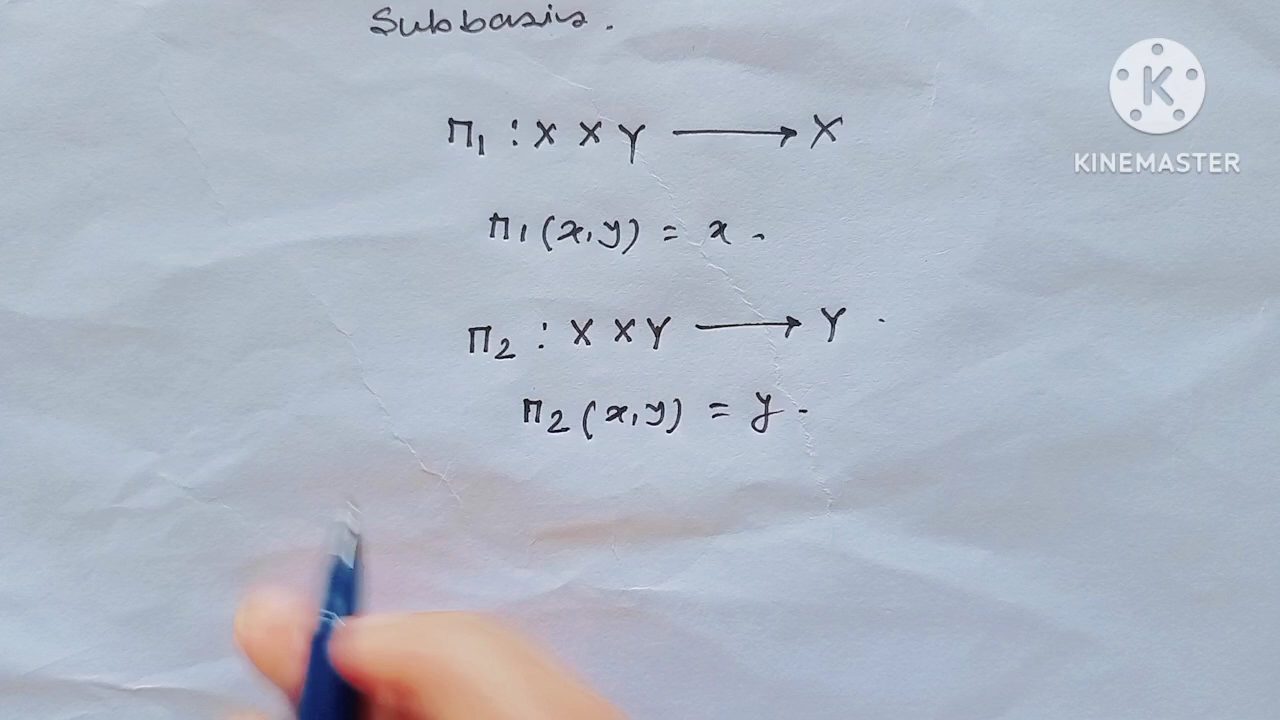 Subbasis.
π₁ : X × Y ⟶ X
π₁(x,y) = x.
π₂ : X × Y ⟶ Y.
π₂(x,y) = y.
K
KINEMASTER